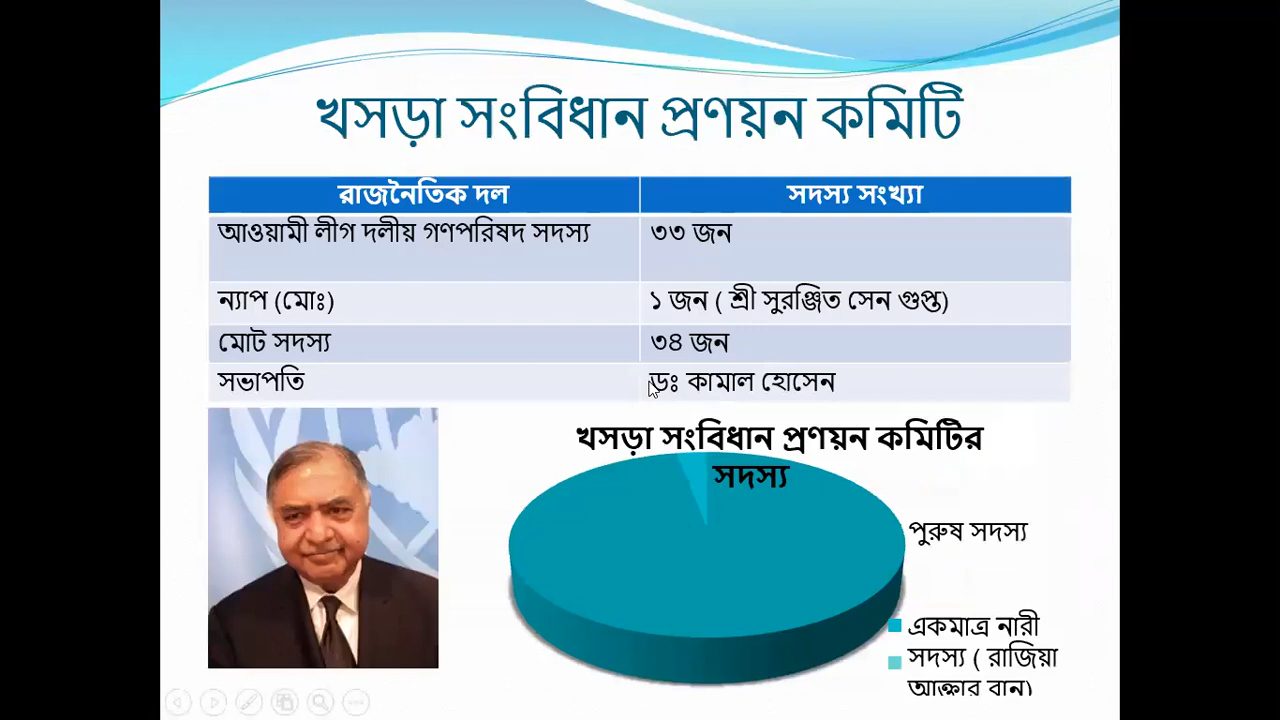 খসড়া সংবিধান প্রণয়ন কমিটি
রাজনৈতিক দল	সদস্য সংখ্যা
আওয়ামী লীগ দলীয় গণপরিষদ সদস্য	৩৩ জন
ন্যাপ (মোঃ)	১ জন ( শ্রী সুরঞ্জিত সেন গুপ্ত)
মোট সদস্য	৩৪ জন
সভাপতি	ডঃ কামাল হোসেন
খসড়া সংবিধান প্রণয়ন কমিটির
সদস্য
পুরুষ সদস্য
একমাত্র নারী
সদস্য ( রাজিয়া
আক্তার বানু)